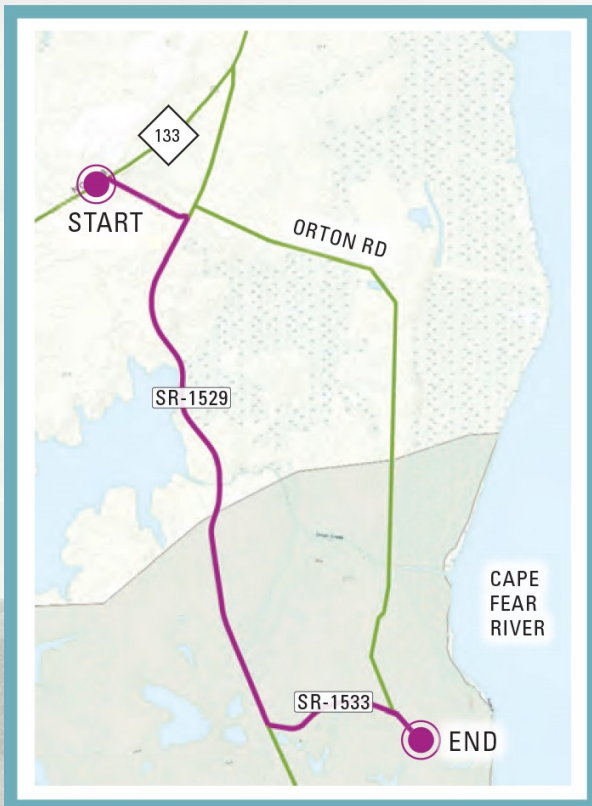 133
START
ORTON RD
SR-1529
CAPE
FEAR
RIVER
SR-1533
END